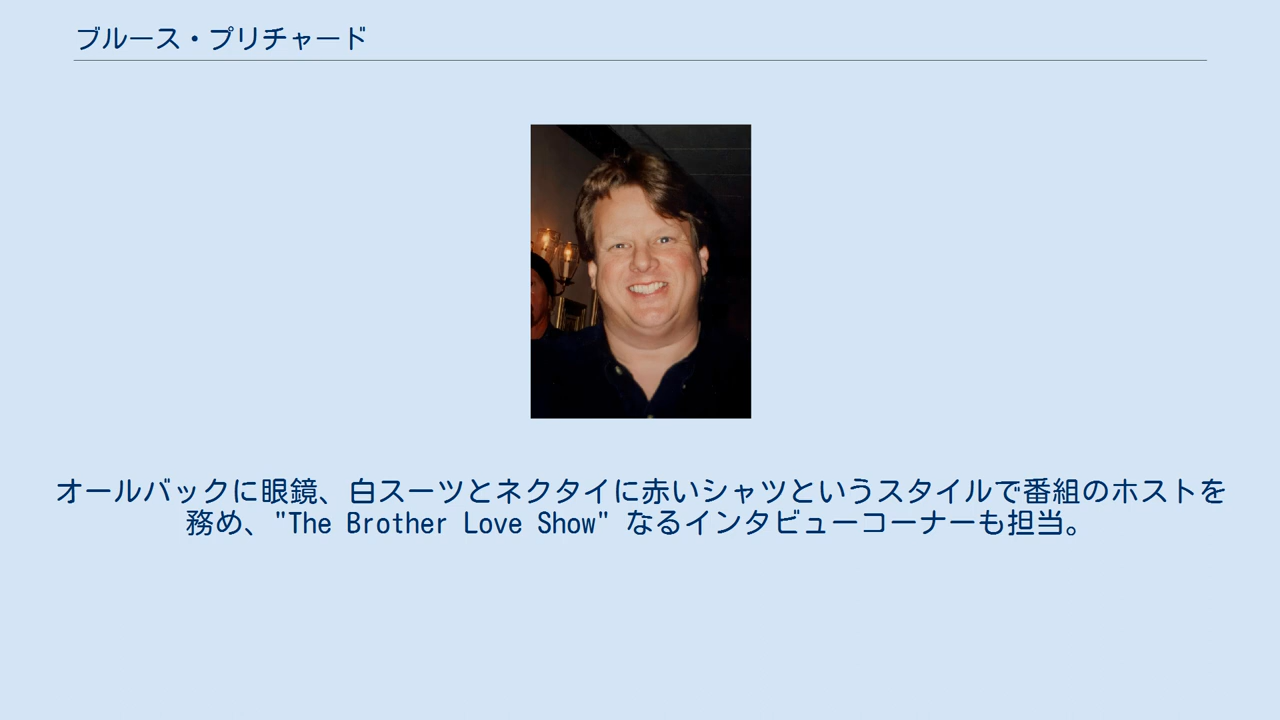 ブルース・プリチャード
オールバックに眼鏡、白スーツとネクタイに赤いシャツというスタイルで番組のホストを
務め、"The Brother Love Show" なるインタビューコーナーも担当。